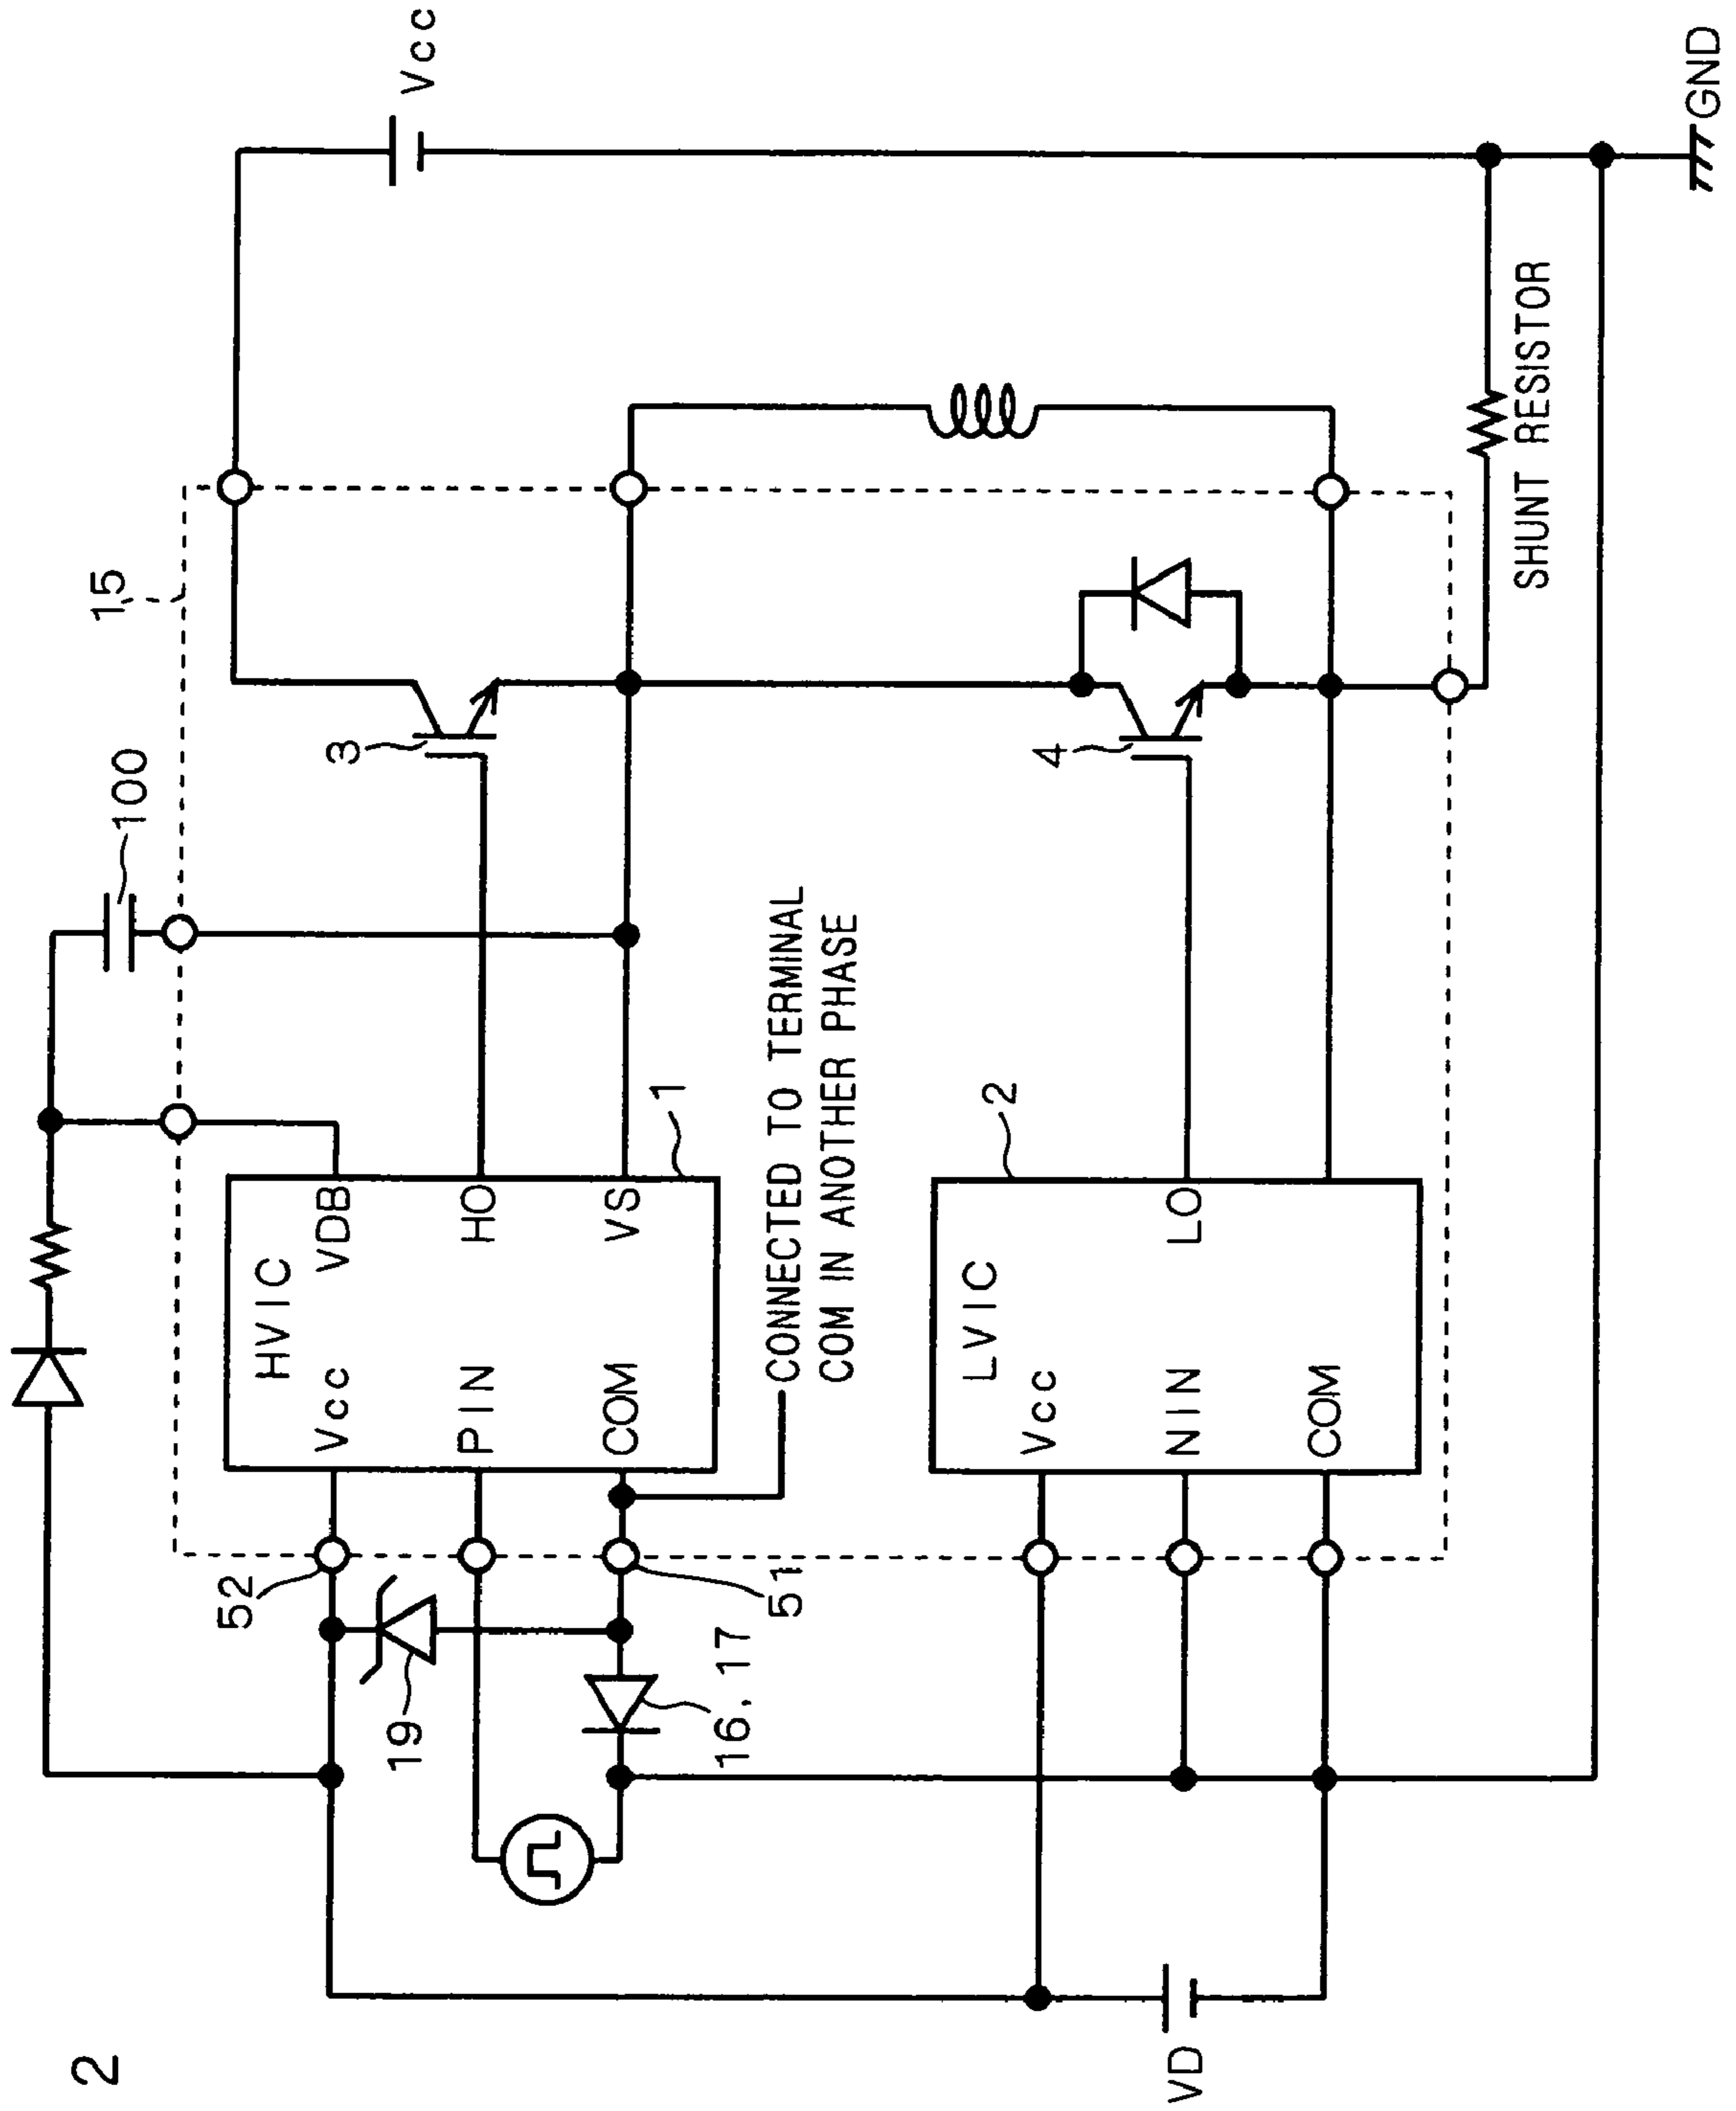 2
15
100
Vcc
3
HVIC
Vcc
VDB
PIN
HO
COM
VS
1
52
19
51
16, 17
CONNECTED TO TERMINAL
COM IN ANOTHER PHASE
4
2
LVIC
Vcc
NIN
LO
COM
VD
SHUNT RESISTOR
GND